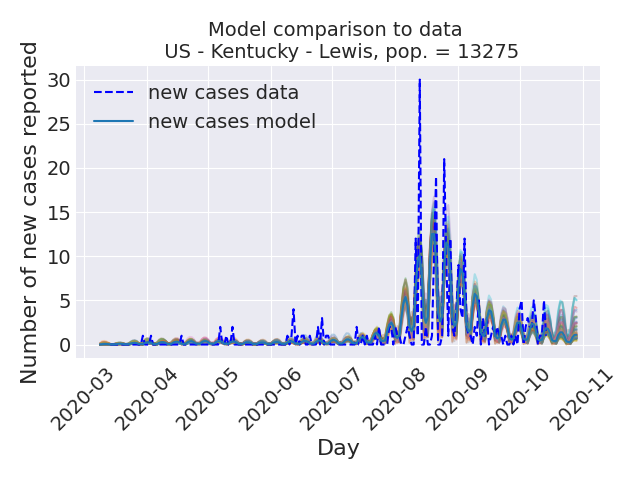 Model comparison to data
US - Kentucky - Lewis, pop. = 13275
Number of new cases reported
30
25
20
15
10
5
0
new cases data
new cases model
2020-03
2020-04
2020-05
2020-06
2020-07
2020-08
2020-09
2020-10
2020-11
Day